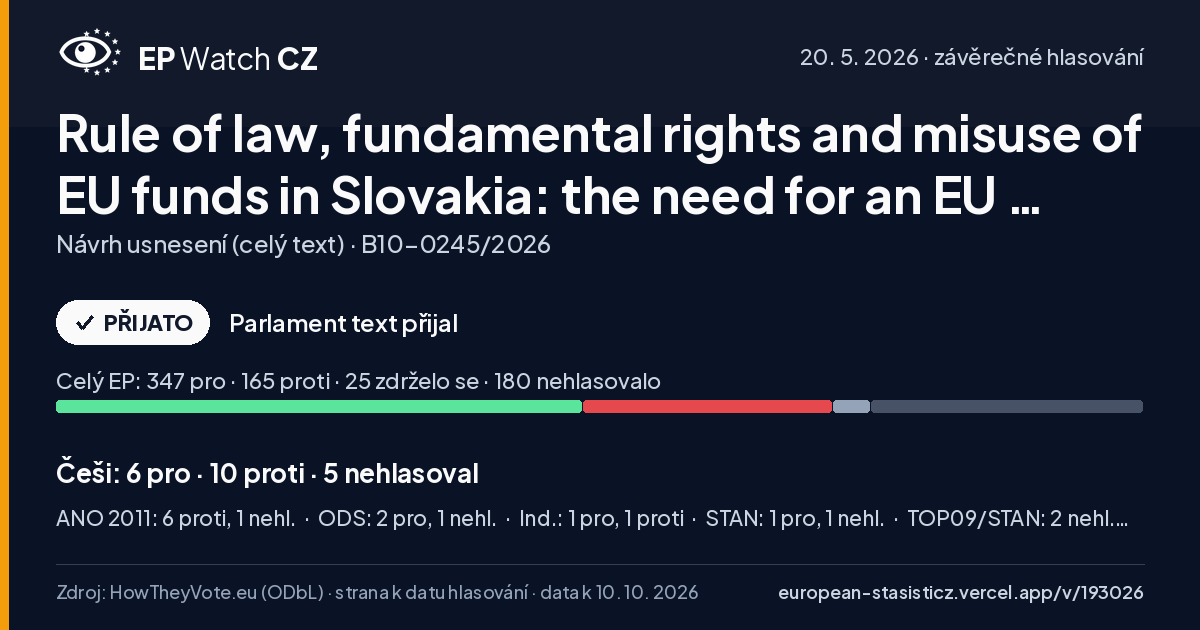 EP Watch CZ
20. 5. 2026 · závěrečné hlasování
Rule of law, fundamental rights and misuse of
EU funds in Slovakia: the need for an EU …
Návrh usnesení (celý text) · B10–0245/2026
✓ PŘIJATO Parlament text přijal
Celý EP: 347 pro · 165 proti · 25 zdrželo se · 180 nehlasovalo
Češi: 6 pro · 10 proti · 5 nehlasoval
ANO 2011: 6 proti, 1 nehl. · ODS: 2 pro, 1 nehl. · Ind.: 1 pro, 1 proti · STAN: 1 pro, 1 nehl. · TOP09/STAN: 2 nehl.…
Zdroj: HowTheyVote.eu (ODbL) · strana k datu hlasování · data k 10. 10. 2026
european-stasisticz.vercel.app/v/193026